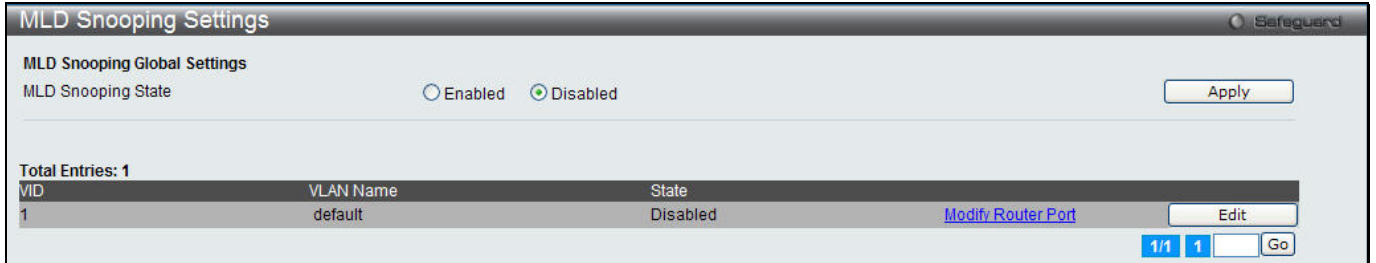 MLD Snooping Settings
Safeguard
MLD Snooping Global Settings
MLD Snooping State Enabled Disabled Apply
Total Entries: 1
VID VLAN Name State
1 default Disabled Modify Router Port Edit
1/1 1 Go